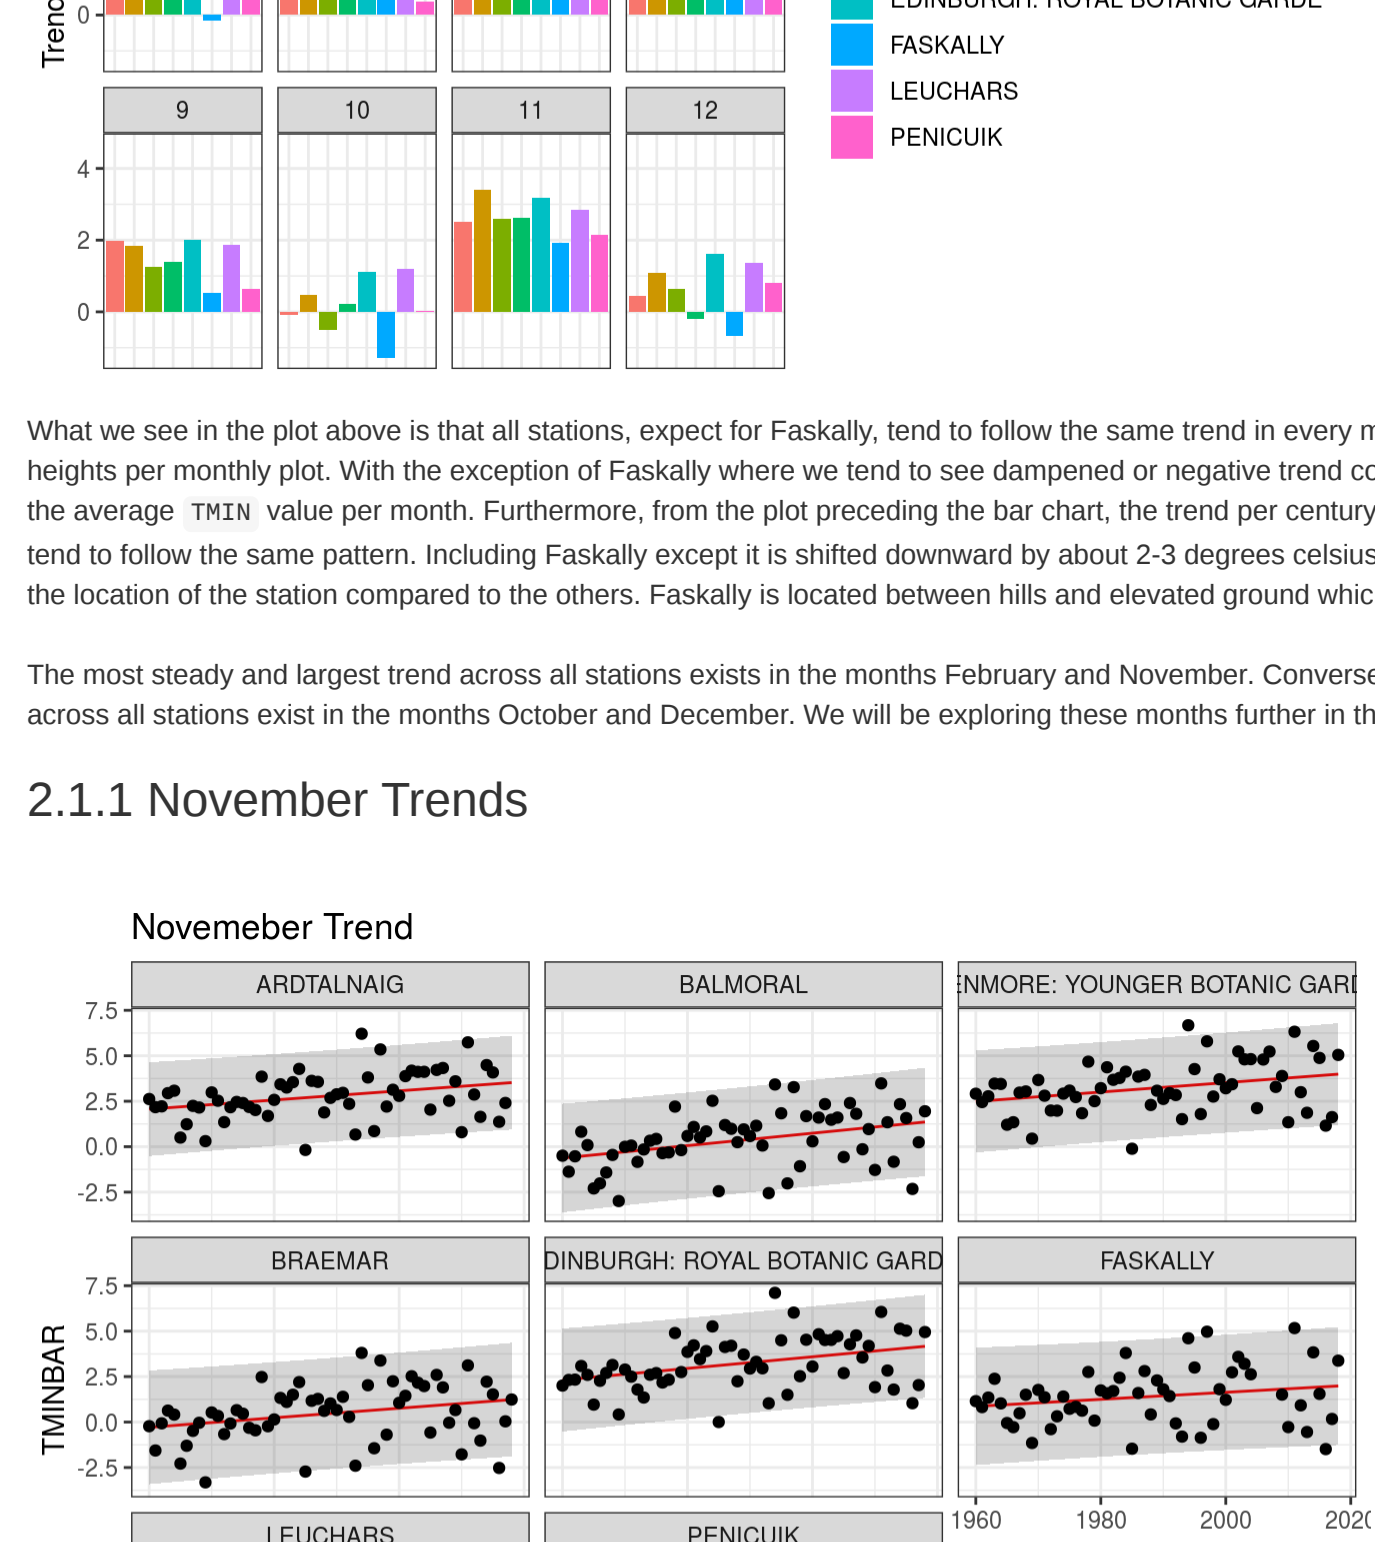 Trend
0
EDINBURGH: ROYAL BOTANIC GARDE
FASKALLY
LEUCHARS
PENICUIK
9 10 11 12
4
2
0
What we see in the plot above is that all stations, expect for Faskally, tend to follow the same trend in every m
heights per monthly plot. With the exception of Faskally where we tend to see dampened or negative trend co
the average TMIN value per month. Furthermore, from the plot preceding the bar chart, the trend per century
tend to follow the same pattern. Including Faskally except it is shifted downward by about 2-3 degrees celsius
the location of the station compared to the others. Faskally is located between hills and elevated ground whic
The most steady and largest trend across all stations exists in the months February and November. Converse
across all stations exist in the months October and December. We will be exploring these months further in th
2.1.1 November Trends
Novemeber Trend
ARDTALNAIG BALMORAL ENMORE: YOUNGER BOTANIC GARD
7.5
5.0
2.5
0.0
-2.5
BRAEMAR DINBURGH: ROYAL BOTANIC GARD FASKALLY
7.5
5.0
2.5
0.0
-2.5
TMINBAR
1960 1980 2000 2020
LEUCHARS PENICUIK